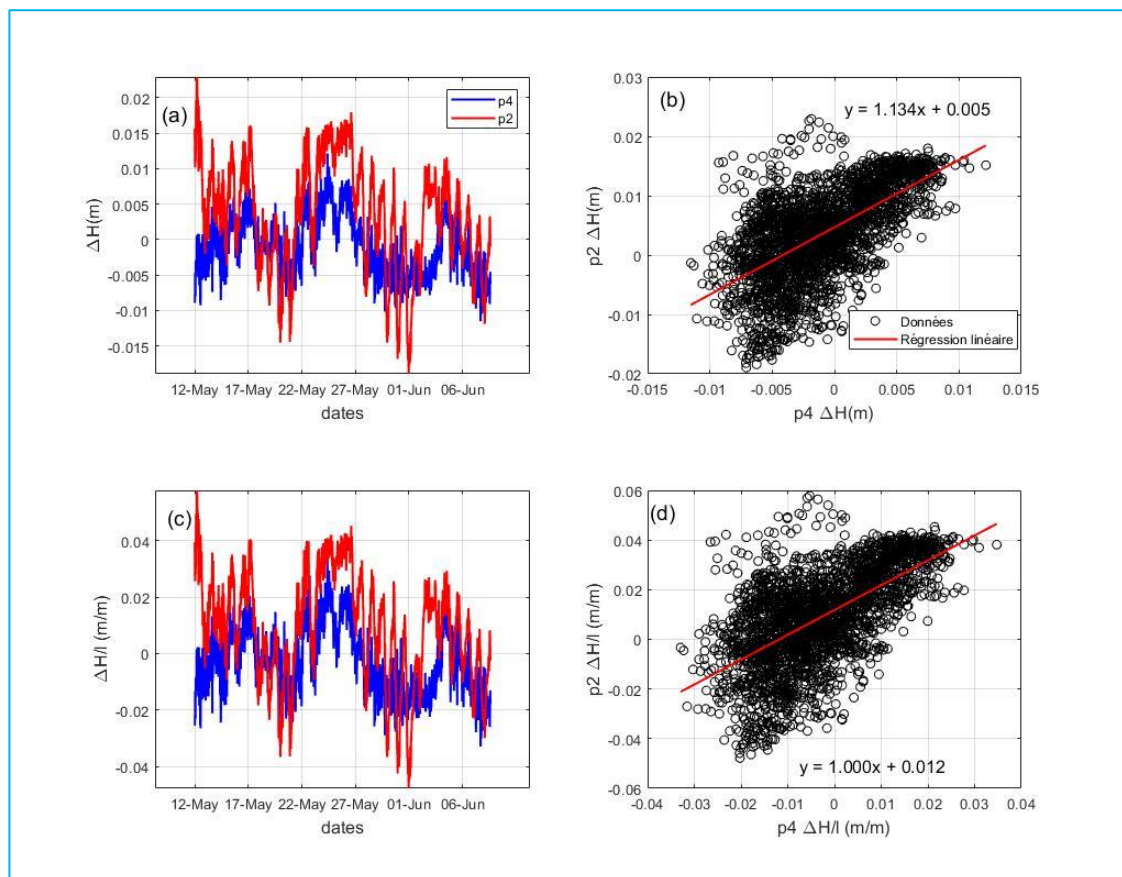 (a)
p4
p2
0.02
0.015
0.01
0.005
0
-0.005
-0.01
-0.015
ΔH(m)
12-May 17-May 22-May 27-May 01-Jun 06-Jun
dates
(b)
y = 1.134x + 0.005
0.03
0.02
0.01
0
-0.01
-0.02
p2 ΔH(m)
Données
Régression linéaire
-0.015 -0.01 -0.005 0 0.005 0.01 0.015
p4 ΔH(m)
(c)
0.04
0.02
0
-0.02
-0.04
ΔH/l (m/m)
12-May 17-May 22-May 27-May 01-Jun 06-Jun
dates
(d)
0.06
0.04
0.02
0
-0.02
-0.04
-0.06
p2 ΔH/l (m/m)
y = 1.000x + 0.012
-0.04 -0.03 -0.02 -0.01 0 0.01 0.02 0.03 0.04
p4 ΔH/l (m/m)